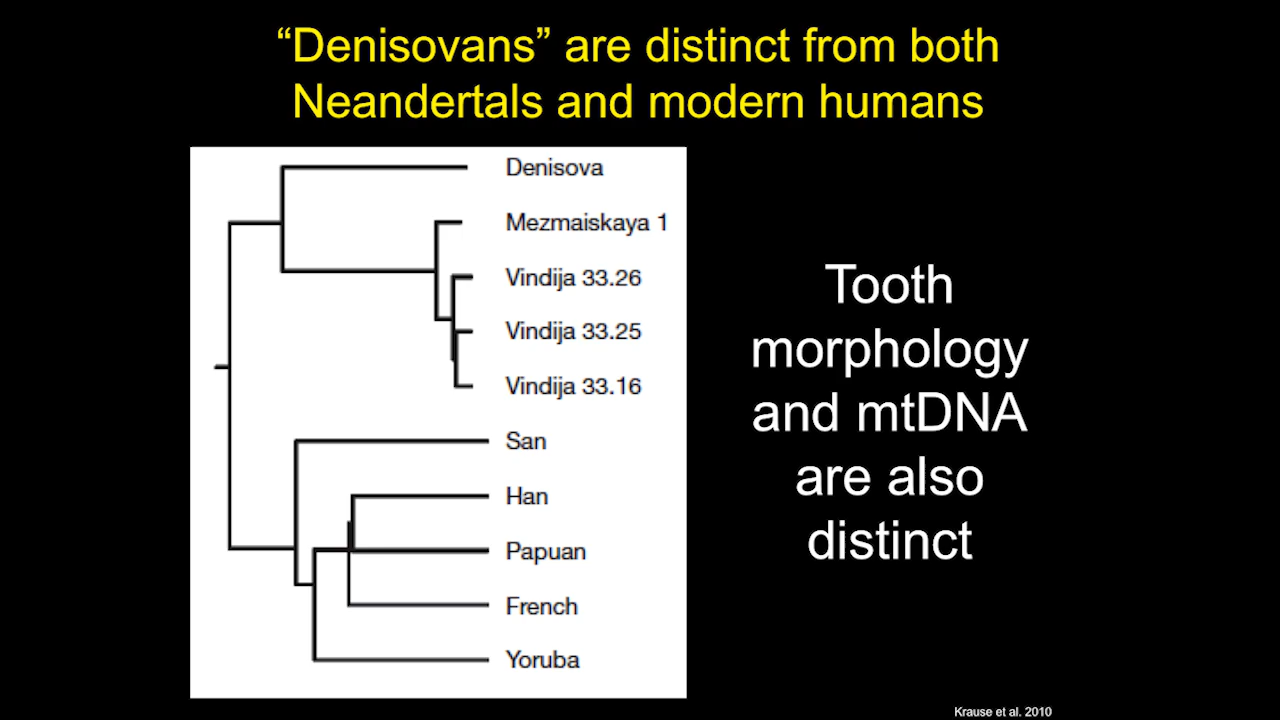 “Denisovans” are distinct from both
Neandertals and modern humans
Denisova
Mezmaiskaya 1
Vindija 33.26
Vindija 33.25
Vindija 33.16
San
Han
Papuan
French
Yoruba
Tooth
morphology
and mtDNA
are also
distinct
Krause et al. 2010